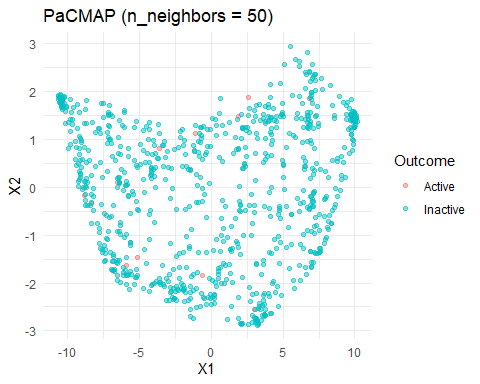 PaCMAP (n_neighbors = 50)
3
2
1
0
-1
-2
-3
X2
-10
-5
0
5
10
X1
Outcome
Active
Inactive